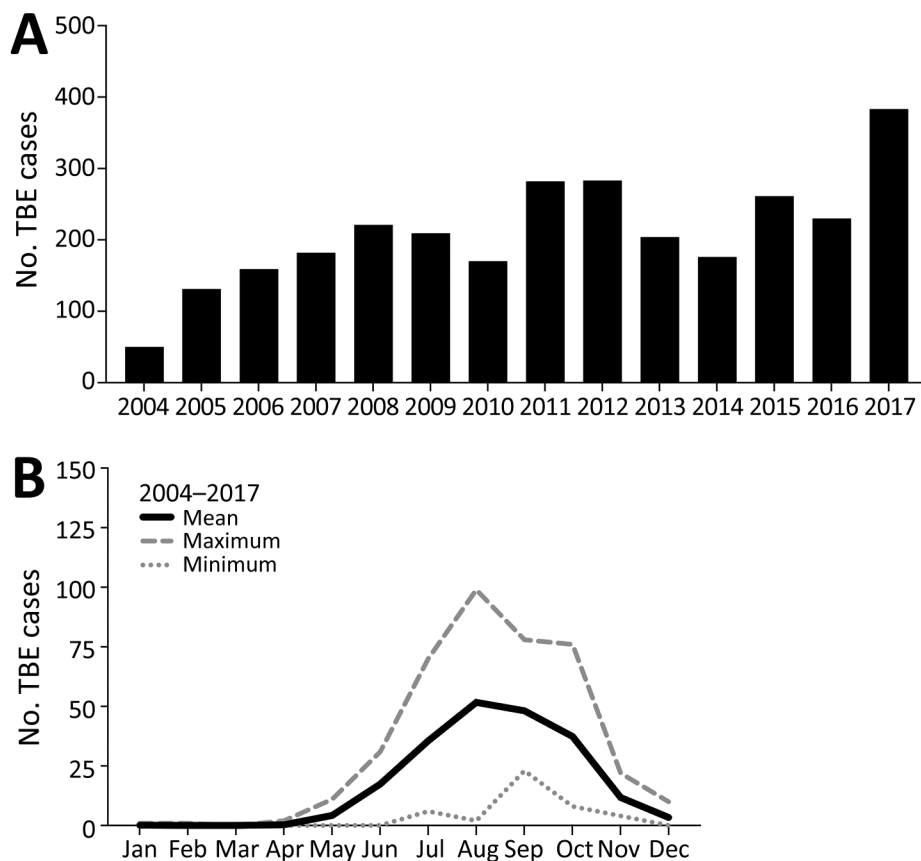 A
No. TBE cases
500
400
300
200
100
0
2004 2005 2006 2007 2008 2009 2010 2011 2012 2013 2014 2015 2016 2017
B
No. TBE cases
150
125
100
75
50
25
0
2004–2017
Mean
Maximum
Minimum
Jan Feb Mar Apr May Jun Jul Aug Sep Oct Nov Dec